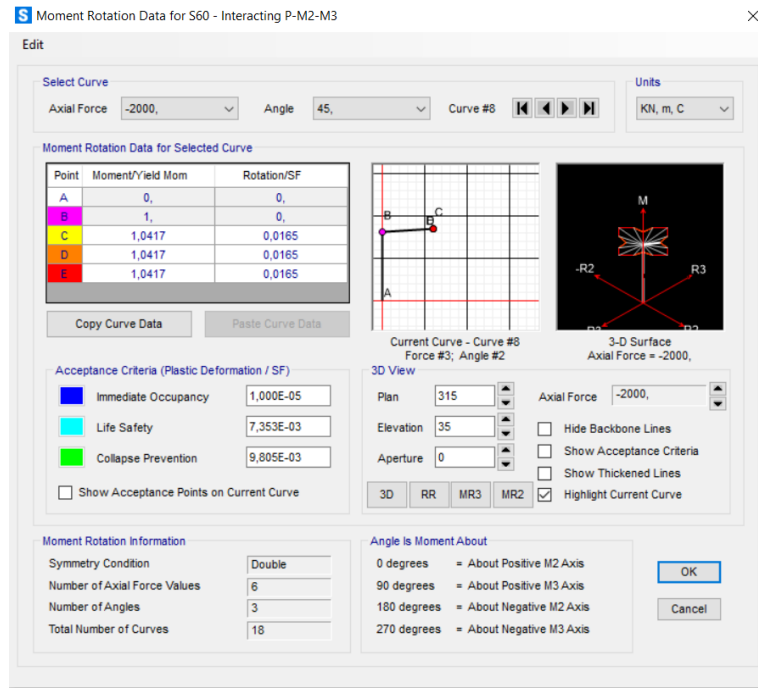 S Moment Rotation Data for S60 - Interacting P-M2-M3
Edit
Select Curve
Axial Force -2000, Angle 45, Curve #8
Units
KN, m, C
Moment Rotation Data for Selected Curve
Point Moment/Yield Mom Rotation/SF
A 0, 0,
B 1, 0,
C 1,0417 0,0165
D 1,0417 0,0165
E 1,0417 0,0165
Copy Curve Data Paste Curve Data
B
C
E
A
Current Curve - Curve #8
Force #3; Angle #2
M
-R2 R3
3-D Surface
Axial Force = -2000,
Acceptance Criteria (Plastic Deformation / SF)
Immediate Occupancy 1,000E-05
Life Safety 7,353E-03
Collapse Prevention 9,805E-03
Show Acceptance Points on Current Curve
3D View
Plan 315
Elevation 35
Aperture 0
3D RR MR3 MR2
Axial Force -2000,
Hide Backbone Lines
Show Acceptance Criteria
Show Thickened Lines
Highlight Current Curve
Moment Rotation Information
Symmetry Condition Double
Number of Axial Force Values 6
Number of Angles 3
Total Number of Curves 18
Angle Is Moment About
0 degrees = About Positive M2 Axis
90 degrees = About Positive M3 Axis
180 degrees = About Negative M2 Axis
270 degrees = About Negative M3 Axis
OK
Cancel